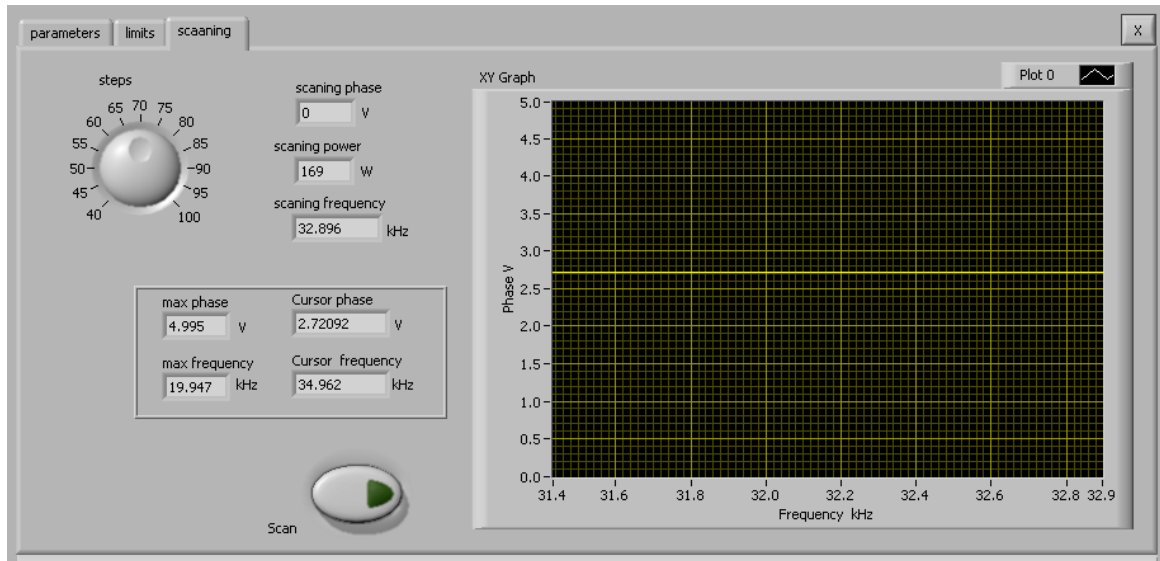 parameters limits scaaning X
steps
40 45 50 55 60 65 70 75 80 85 90 95 100
scaning phase
0 V
scaning power
169 W
scaning frequency
32.896 kHz
max phase Cursor phase
4.995 V 2.72092 V
max frequency Cursor frequency
19.947 kHz 34.962 kHz
Scan
XY Graph Plot 0
Phase V
5.0
4.5
4.0
3.5
3.0
2.5
2.0
1.5
1.0
0.5
0.0
31.4 31.6 31.8 32.0 32.2 32.4 32.6 32.8 32.9
Frequency kHz